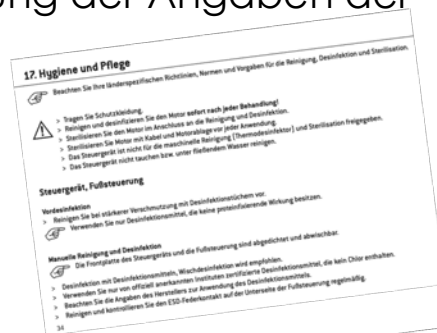 ung der Angaben der
17. Hygiene und Pflege
Beachten Sie Ihre länderspezifischen Richtlinien, Normen und Vorgaben für die Reinigung, Desinfektion und Sterilisation.
> Tragen Sie Schutzkleidung.
> Reinigen und desinfizieren Sie den Motor sofort nach jeder Behandlung!
> Sterilisieren Sie den Motor im Anschluss an die Reinigung und Desinfektion.
> Sterilisieren Sie Motor mit Kabel und Motorablage vor jeder Anwendung.
> Das Steuergerät ist nicht für die maschinelle Reinigung (Thermodesinfektor) und Sterilisation freigegeben.
> Das Steuergerät nicht tauchen bzw. unter fließendem Wasser reinigen.
Steuergerät, Fußsteuerung
Vordesinfektion
> Reinigen Sie bei stärkerer Verschmutzung mit Desinfektionstüchern vor.
Verwenden Sie nur Desinfektionsmittel, die keine proteinfixierende Wirkung besitzen.
Manuelle Reinigung und Desinfektion
Die Frontplatte des Steuergeräts und die Fußsteuerung sind abgedichtet und abwischbar.
> Desinfektion mit Desinfektionsmitteln, Wischdesinfektion wird empfohlen.
> Verwenden Sie nur von offiziell anerkannten Instituten zertifizierte Desinfektionsmittel, die kein Chlor enthalten.
> Beachten Sie die Angaben des Herstellers zur Anwendung des Desinfektionsmittels.
> Reinigen und kontrollieren Sie den ESD-Federkontakt auf der Unterseite der Fußsteuerung regelmäßig.
34